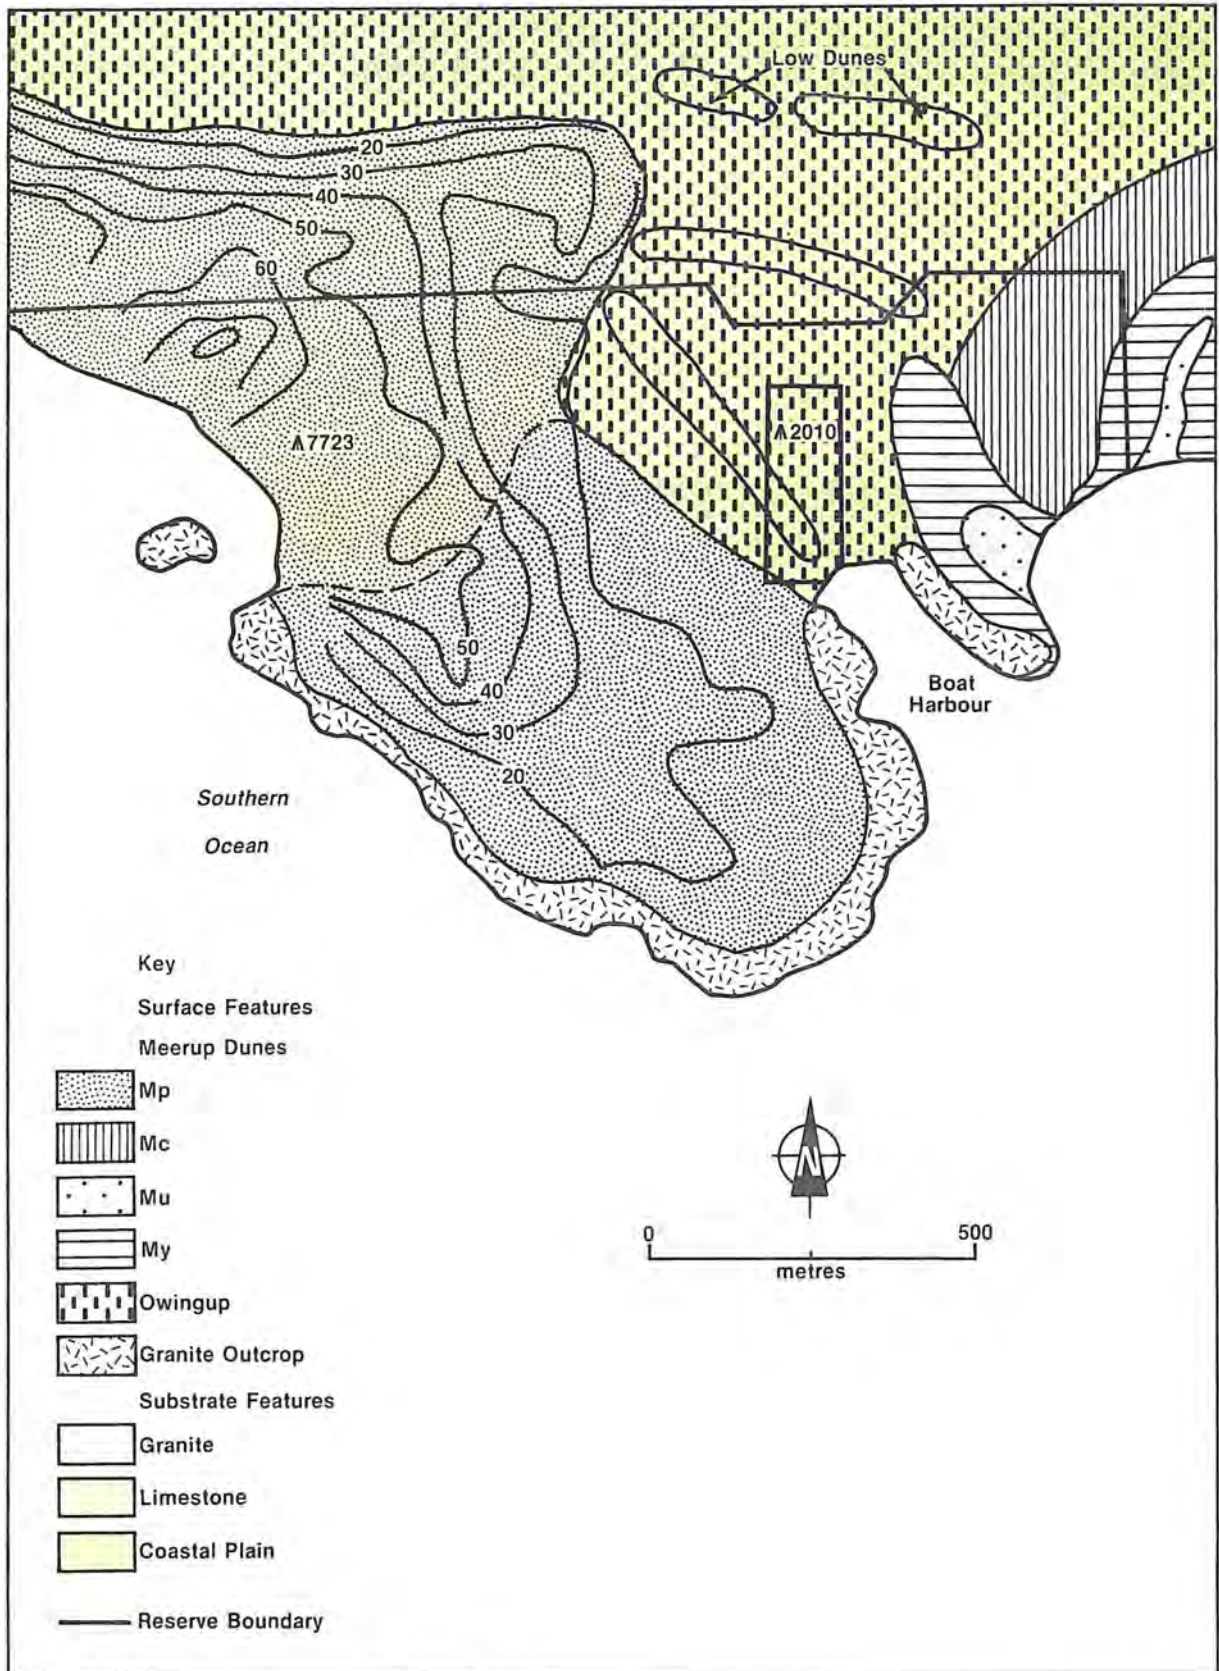 Low Dunes
20
30
40
50
60
7723
2010
50
40
30
20
Boat
Harbour
Southern
Ocean
Key
Surface Features
Meerup Dunes
Mp
Mc
Mu
My
Owingup
Granite Outcrop
Substrate Features
Granite
Limestone
Coastal Plain
Reserve Boundary
N
0 500
metres